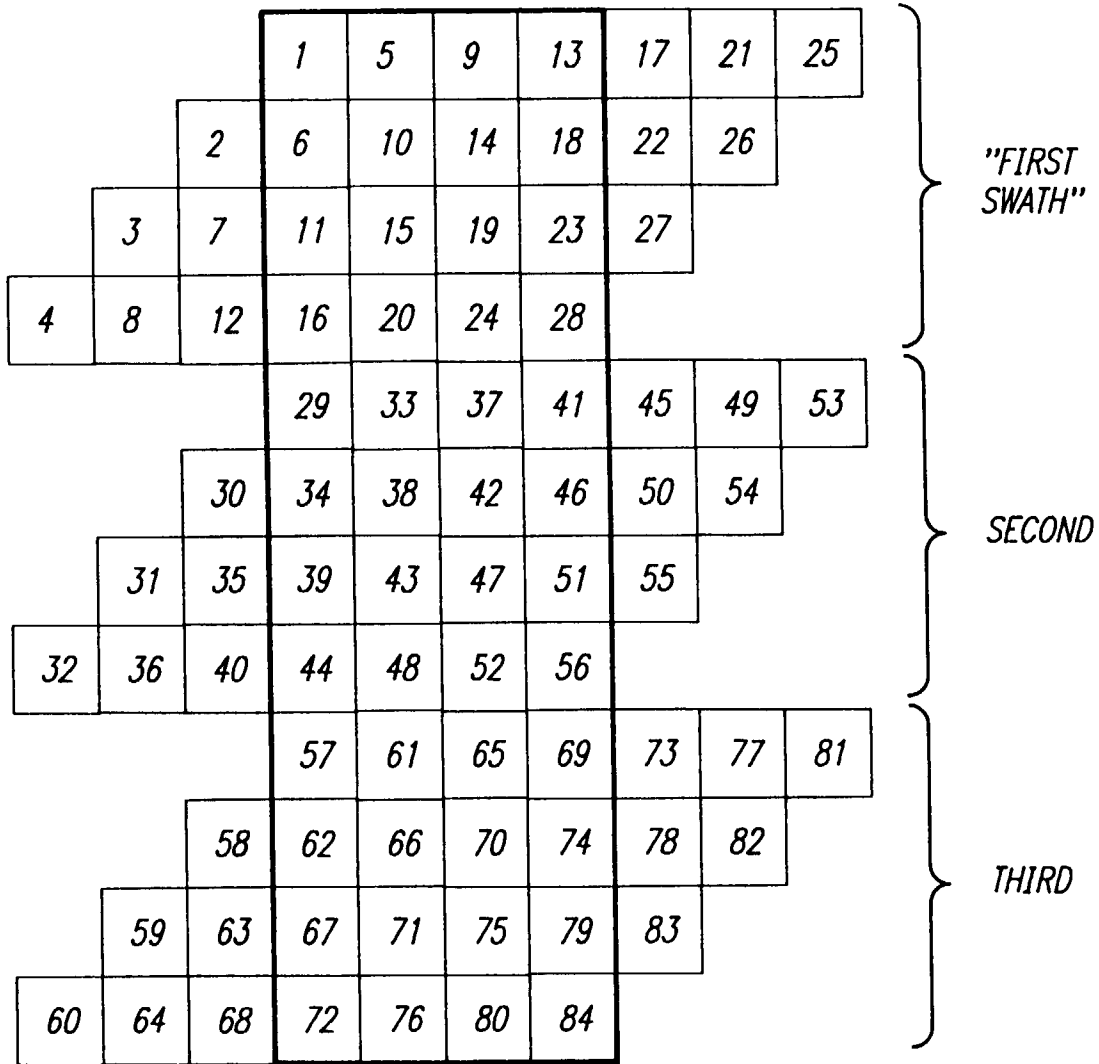 1 5 9 13 17 21 25
2 6 10 14 18 22 26
"FIRST
SWATH"
3 7 11 15 19 23 27
4 8 12 16 20 24 28
29 33 37 41 45 49 53
30 34 38 42 46 50 54
SECOND
31 35 39 43 47 51 55
32 36 40 44 48 52 56
57 61 65 69 73 77 81
58 62 66 70 74 78 82
THIRD
59 63 67 71 75 79 83
60 64 68 72 76 80 84